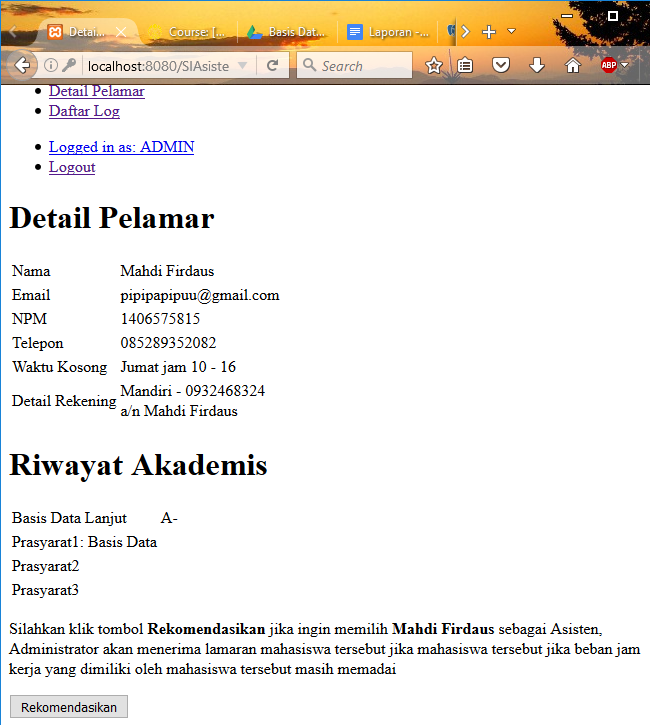 Detai...
Course: [...
Basis Dat...
Laporan -...
localhost:8080/SIAsiste
Search
ABP
Detail Pelamar
Daftar Log
Logged in as: ADMIN
Logout
Detail Pelamar
Nama Mahdi Firdaus
Email pipipapipuu@gmail.com
NPM 1406575815
Telepon 085289352082
Waktu Kosong Jumat jam 10 - 16
Detail Rekening Mandiri - 0932468324
a/n Mahdi Firdaus
Riwayat Akademis
Basis Data Lanjut A-
Prasyarat1: Basis Data
Prasyarat2
Prasyarat3
Silahkan klik tombol Rekomendasikan jika ingin memilih Mahdi Firdaus sebagai Asisten,
Administrator akan menerima lamaran mahasiswa tersebut jika mahasiswa tersebut jika beban jam
kerja yang dimiliki oleh mahasiswa tersebut masih memadai
Rekomendasikan